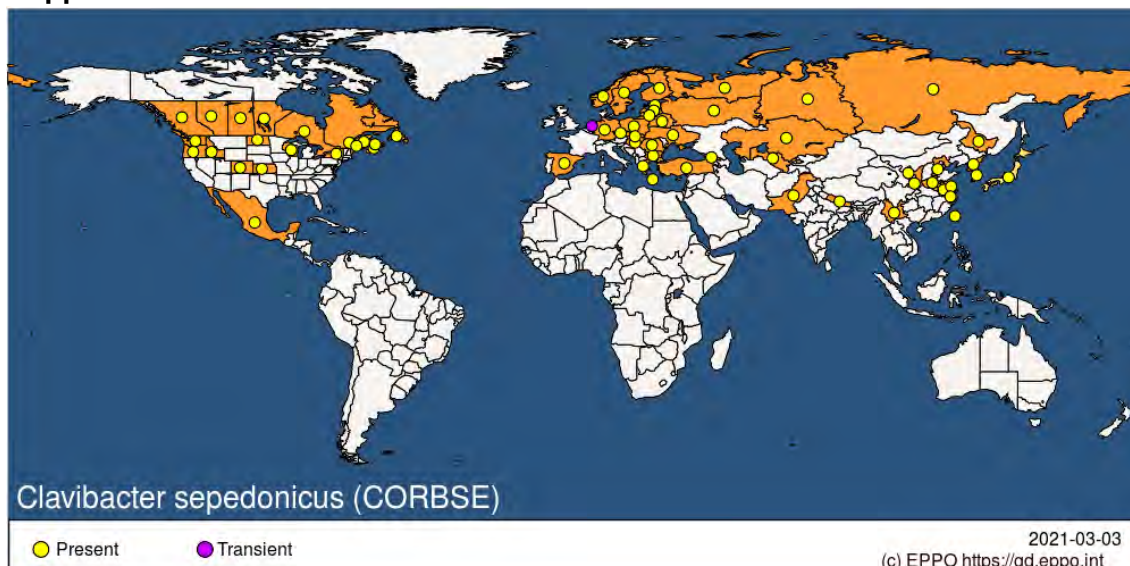 Clavibacter sepedonicus (CORBSE)
Present
Transient
2021-03-03
(c) EPPO https://gd.eppo.int